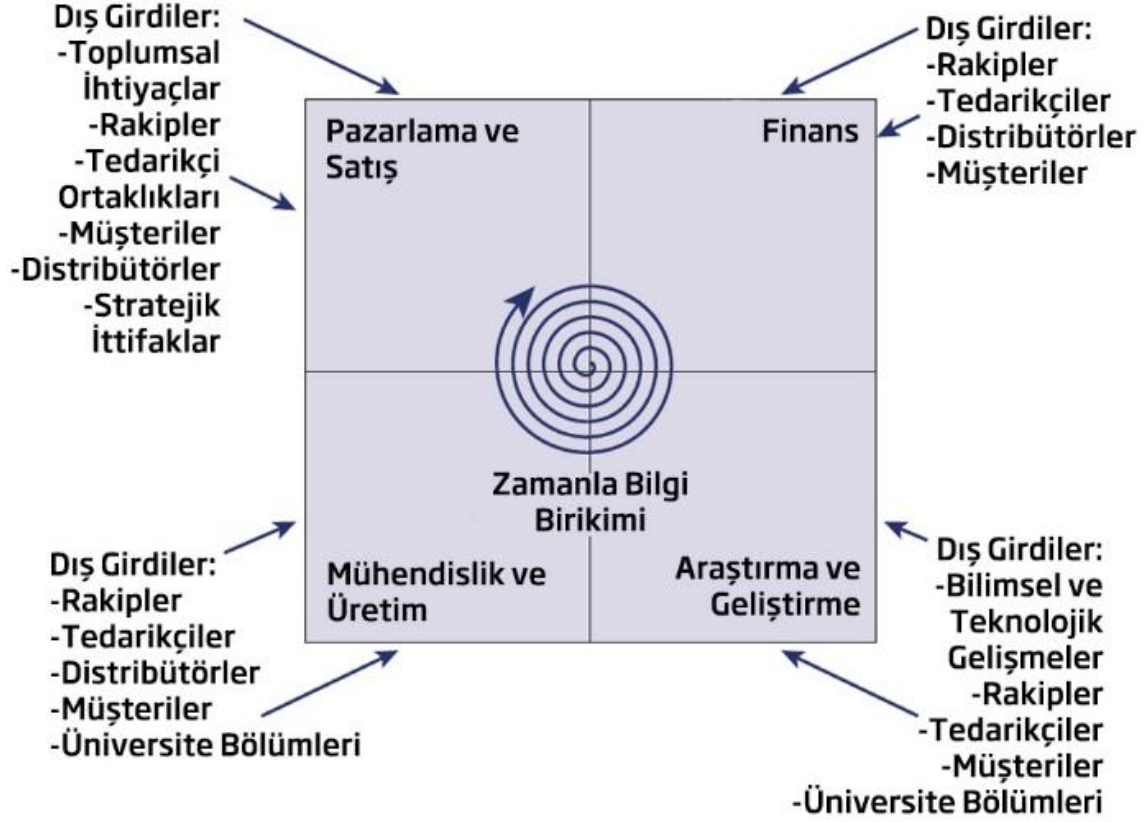 Dış Girdiler:
-Toplumsal
İhtiyaçlar
-Rakipler
-Tedarikçi
Ortaklıkları
-Müşteriler
-Distribütörler
-Stratejik
İttifaklar
Dış Girdiler:
-Rakipler
-Tedarikçiler
-Distribütörler
-Müşteriler
Pazarlama ve
Satış
Finans
Zamanla Bilgi
Birikimi
Mühendislik ve
Üretim
Araştırma ve
Geliştirme
Dış Girdiler:
-Rakipler
-Tedarikçiler
-Distribütörler
-Müşteriler
-Üniversite Bölümleri
Dış Girdiler:
-Bilimsel ve
Teknolojik
Gelişmeler
-Rakipler
-Tedarikçiler
-Müşteriler
-Üniversite Bölümleri